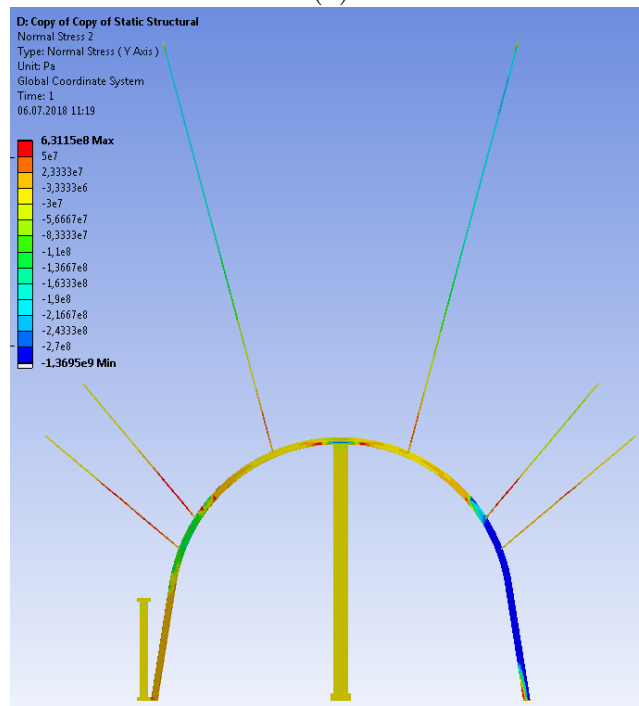 D: Copy of Copy of Static Structural
Normal Stress 2
Type: Normal Stress ( Y Axis )
Unit: Pa
Global Coordinate System
Time: 1
06.07.2018 11:19
6,3115e8 Max
5e7
2,3333e7
-3,3333e6
-3e7
-5,6667e7
-8,3333e7
-1,1e8
-1,3667e8
-1,6333e8
-1,9e8
-2,1667e8
-2,4333e8
-2,7e8
-1,3695e9 Min